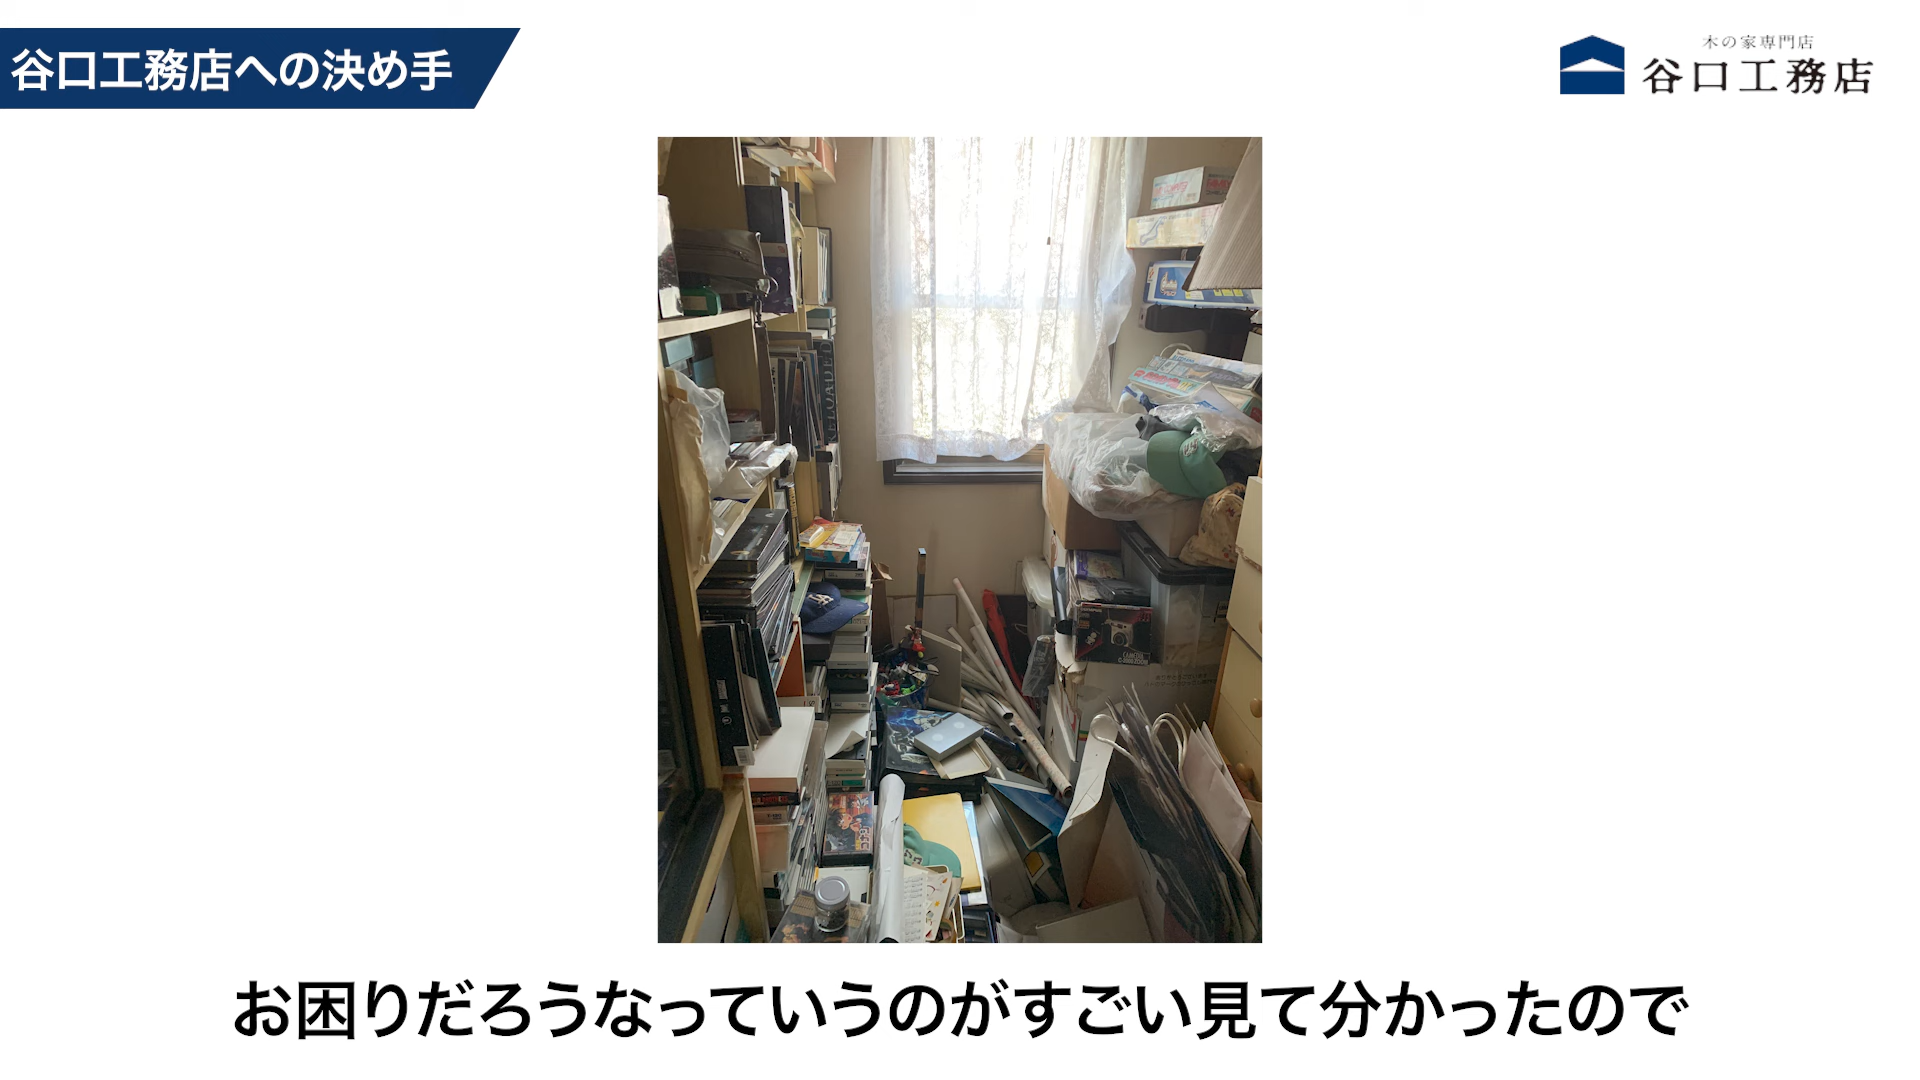 谷口工務店への決め手
木の家専門店
谷口工務店
RELOADED
CAMEDIA
お困りだろうなっていうのがすごい見て分かったので